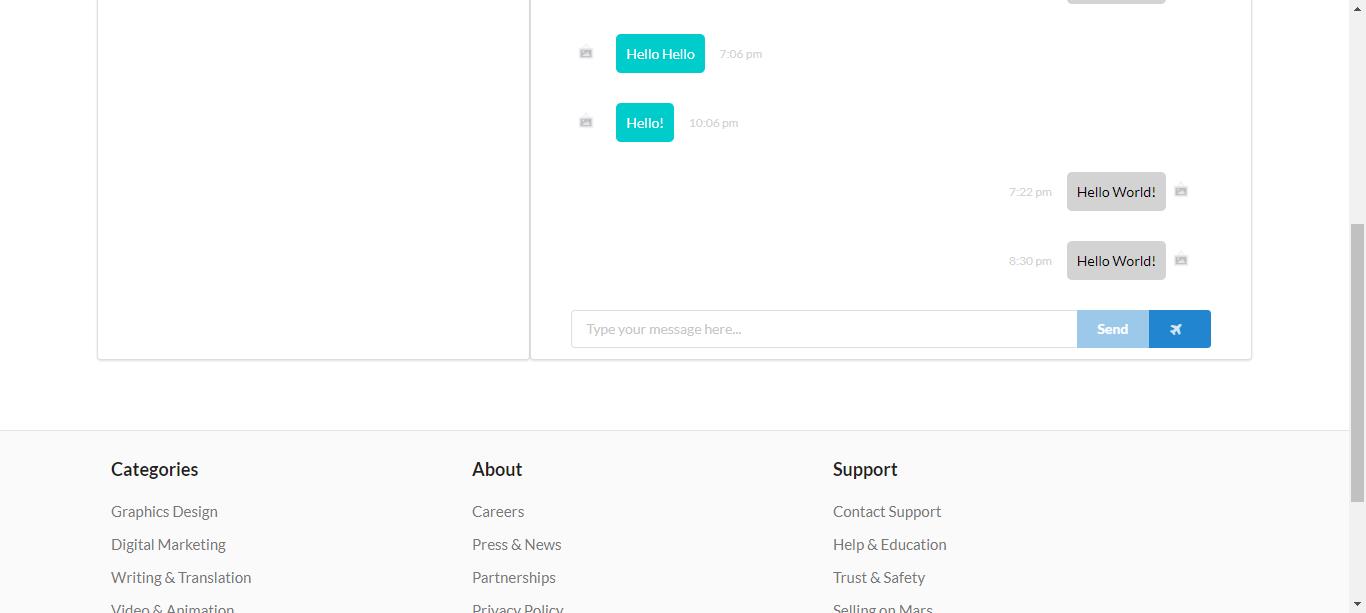 Hello Hello 7:06 pm
Hello! 10:06 pm
7:22 pm Hello World!
8:30 pm Hello World!
Type your message here... Send
Categories About Support
Graphics Design Careers Contact Support
Digital Marketing Press & News Help & Education
Writing & Translation Partnerships Trust & Safety
Video & Animation Privacy Policy Selling on Mars